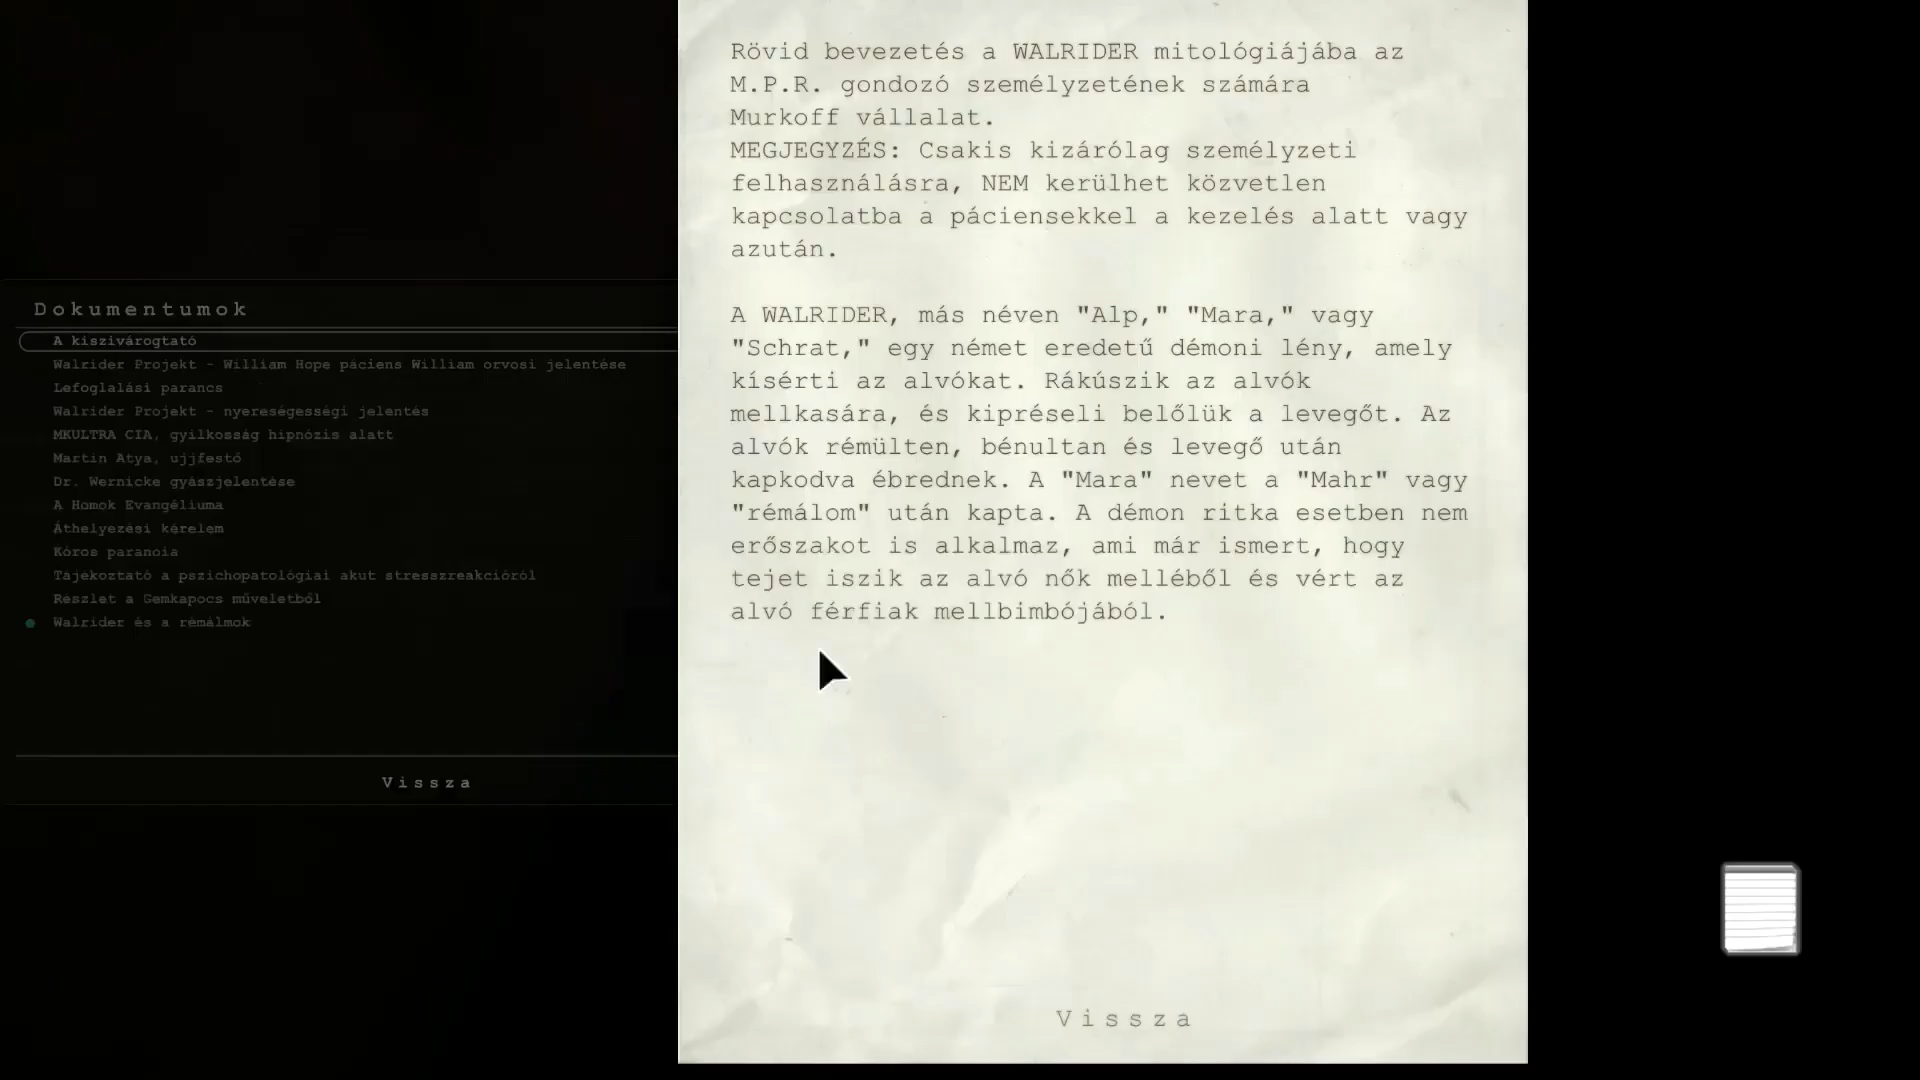 Dokumentumok
A kiszivárogtató
Walrider Projekt - William Hope páciens William orvosi jelentése
Lefoglalási parancs
Walrider Projekt - nyereségességi jelentés
MKULTRA CIA, gyilkosság hipnózis alatt
Martin Atya, ujjfestő
Dr. Wernicke gyászjelentése
A Homok Evangéliuma
Áthelyezési kérelem
Kóros paranoia
Tájékoztató a pszichopatológiai akut stresszreakcióról
Részlet a Gemkapocs műveletből
Walrider és a rémálmok
Vissza
Rövid bevezetés a WALRIDER mitológiájába az
M.P.R. gondozó személyzetének számára
Murkoff vállalat.
MEGJEGYZÉS: Csakis kizárólag személyzeti
felhasználásra, NEM kerülhet közvetlen
kapcsolatba a páciensekkel a kezelés alatt vagy
azután.
A WALRIDER, más néven "Alp," "Mara," vagy
"Schrat," egy német eredetű démoni lény, amely
kísérti az alvókat. Rákúszik az alvók
mellkasára, és kipréseli belőlük a levegőt. Az
alvók rémülten, bénultan és levegő után
kapkodva ébrednek. A "Mara" nevet a "Mahr" vagy
"rémálom" után kapta. A démon ritka esetben nem
erőszakot is alkalmaz, ami már ismert, hogy
tejet iszik az alvó nők melléből és vért az
alvó férfiak mellbimbójából.
Vissza